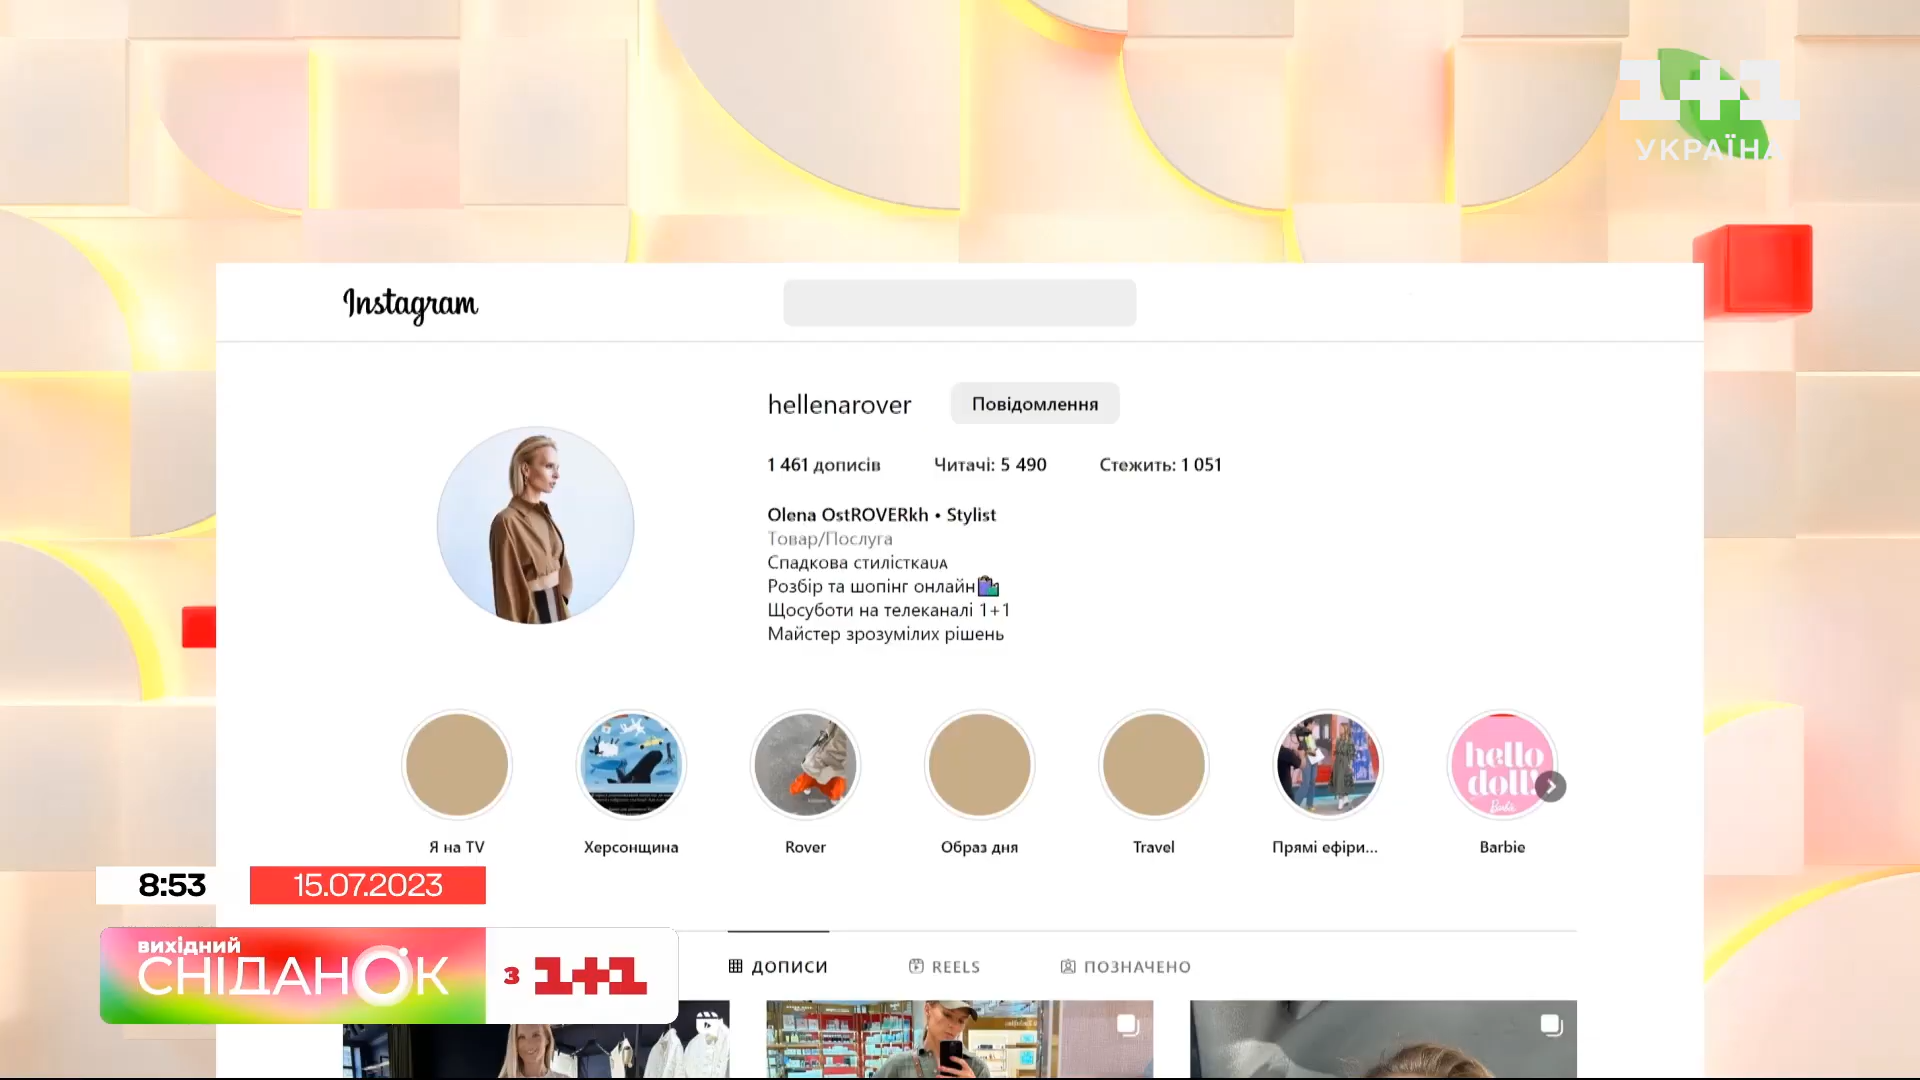 1+1
УКРАЇНА
Instagram
hellenarover
Повідомлення
1 461 дописів
Читачі: 5 490
Стежить: 1 051
Olena OstROVERkh • Stylist
Товар/Послуга
Спадкова стилісткаUA
Розбір та шопінг онлайн🛍
Щосуботи на телеканалі 1+1
Майстер зрозумілих рішень
hello
doll!
Barbie
Я на TV
Херсонщина
Rover
Образ дня
Travel
Прямі ефіри...
Barbie
8:53
15.07.2023
вихідний
СНІДАНОК
з 1+1
ДОПИСИ
REELS
ПОЗНАЧЕНО